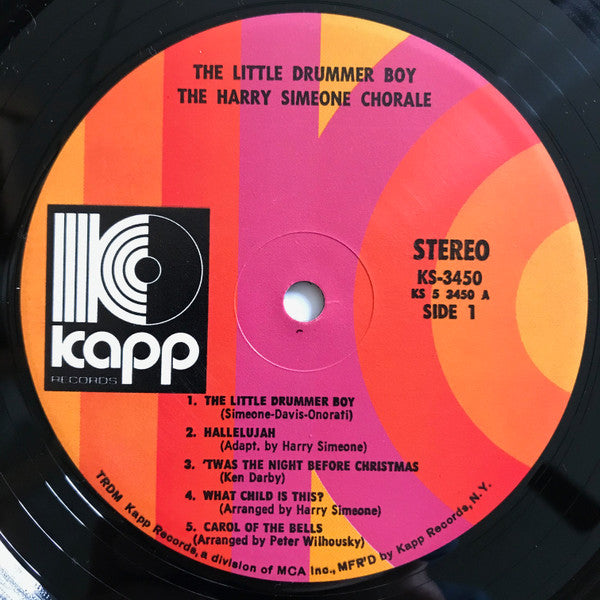 THE LITTLE DRUMMER BOY
THE HARRY SIMEONE CHORALE
STEREO
KS-3450
KS 5 3450 A
SIDE 1
K
kapp
RECORDS
1. THE LITTLE DRUMMER BOY
(Simeone-Davis-Onorati)
2. HALLELUJAH
(Adapt. by Harry Simeone)
3. 'TWAS THE NIGHT BEFORE CHRISTMAS
(Ken Darby)
4. WHAT CHILD IS THIS?
(Arranged by Harry Simeone)
5. CAROL OF THE BELLS
(Arranged by Peter Wilhousky)
TRDM Kapp Records, a division of MCA Inc., MFR'D by Kapp Records, N.Y.